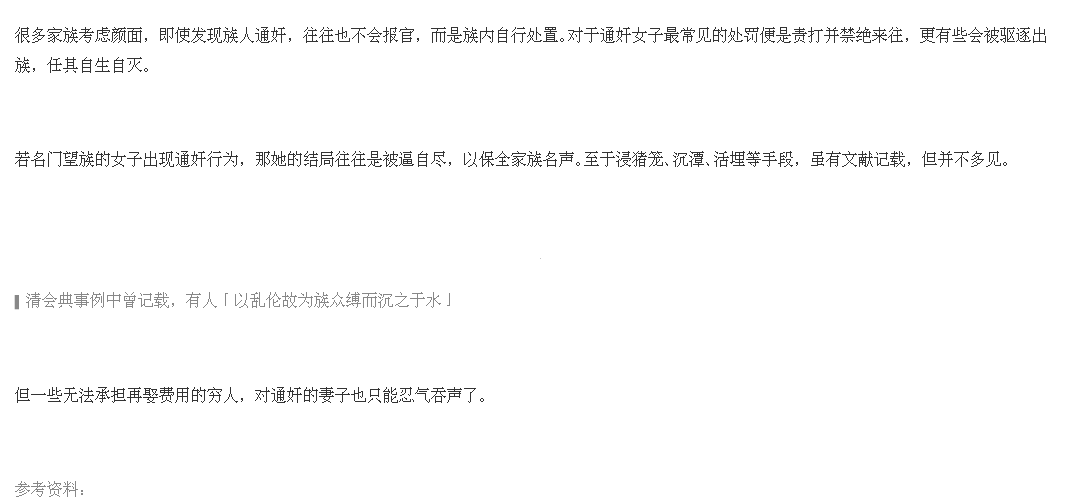 很多家族考虑颜面，即使发现族人通奸，往往也不会报官，而是族内自行处置。对于通奸女子最常见的处罚便是责打并禁绝来往，更有些会被驱逐出
族，任其自生自灭。
若名门望族的女子出现通奸行为，那她的结局往往是被逼自尽，以保全家族名声。至于浸猪笼、沉潭、活埋等手段，虽有文献记载，但并不多见。
▌清会典事例中曾记载，有人「以乱伦故为族众缚而沉之于水」
但一些无法承担再娶费用的穷人，对通奸的妻子也只能忍气吞声了。
参考资料：